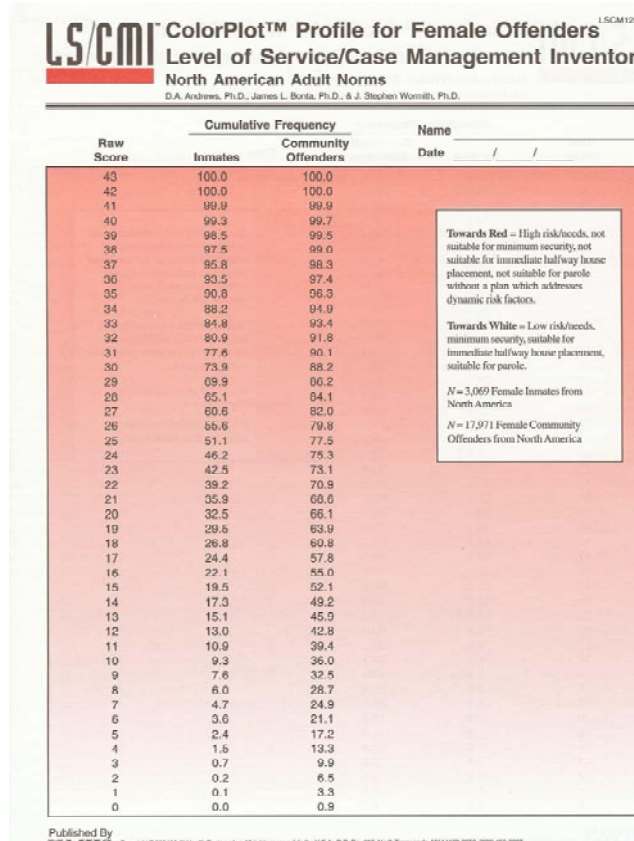 LSCM12
LS/CMI™
ColorPlot™ Profile for Female Offenders
Level of Service/Case Management Inventor
North American Adult Norms
D.A. Andrews, Ph.D., James L. Bonta, Ph.D., & J. Stephen Wormith, Ph.D.
Cumulative Frequency
Name
Raw Score Inmates Community Offenders
Date / /
43 100.0 100.0
42 100.0 100.0
41 99.9 99.9
40 99.3 99.7
39 98.5 99.5
38 97.5 99.0
37 95.8 98.3
36 93.5 97.4
35 90.8 96.3
34 88.2 94.9
33 84.8 93.4
32 80.9 91.8
31 77.6 90.1
30 73.9 88.2
29 69.9 86.2
28 65.1 84.1
27 60.6 82.0
26 55.6 79.8
25 51.1 77.5
24 46.2 75.3
23 42.5 73.1
22 39.2 70.9
21 35.9 68.6
20 32.5 66.1
19 29.5 63.9
18 26.8 60.8
17 24.4 57.8
16 22.1 55.0
15 19.5 52.1
14 17.3 49.2
13 15.1 45.9
12 13.0 42.8
11 10.9 39.4
10 9.3 36.0
9 7.6 32.5
8 6.0 28.7
7 4.7 24.9
6 3.6 21.1
5 2.4 17.2
4 1.5 13.3
3 0.7 9.9
2 0.2 6.5
1 0.1 3.3
0 0.0 0.9
Towards Red = High risk/needs, not
suitable for minimum security, not
suitable for immediate halfway house
placement, not suitable for parole
without a plan which addresses
dynamic risk factors.
Towards White = Low risk/needs,
minimum security, suitable for
immediate halfway house placement,
suitable for parole.
N = 3,069 Female Inmates from
North America
N = 17,971 Female Community
Offenders from North America
Published By